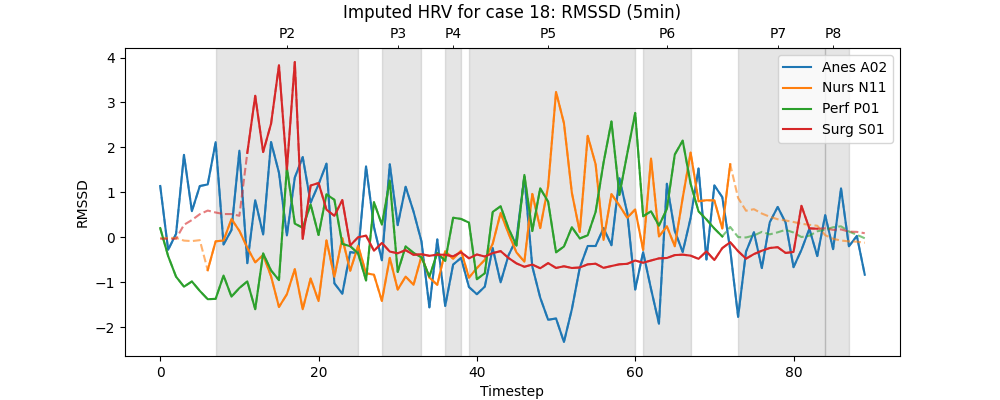 Imputed HRV for case 18: RMSSD (5min)
P2 P3 P4 P5 P6 P7 P8
Anes A02
Nurs N11
Perf P01
Surg S01
RMSSD
4
3
2
1
0
−1
−2
0 20 40 60 80
Timestep